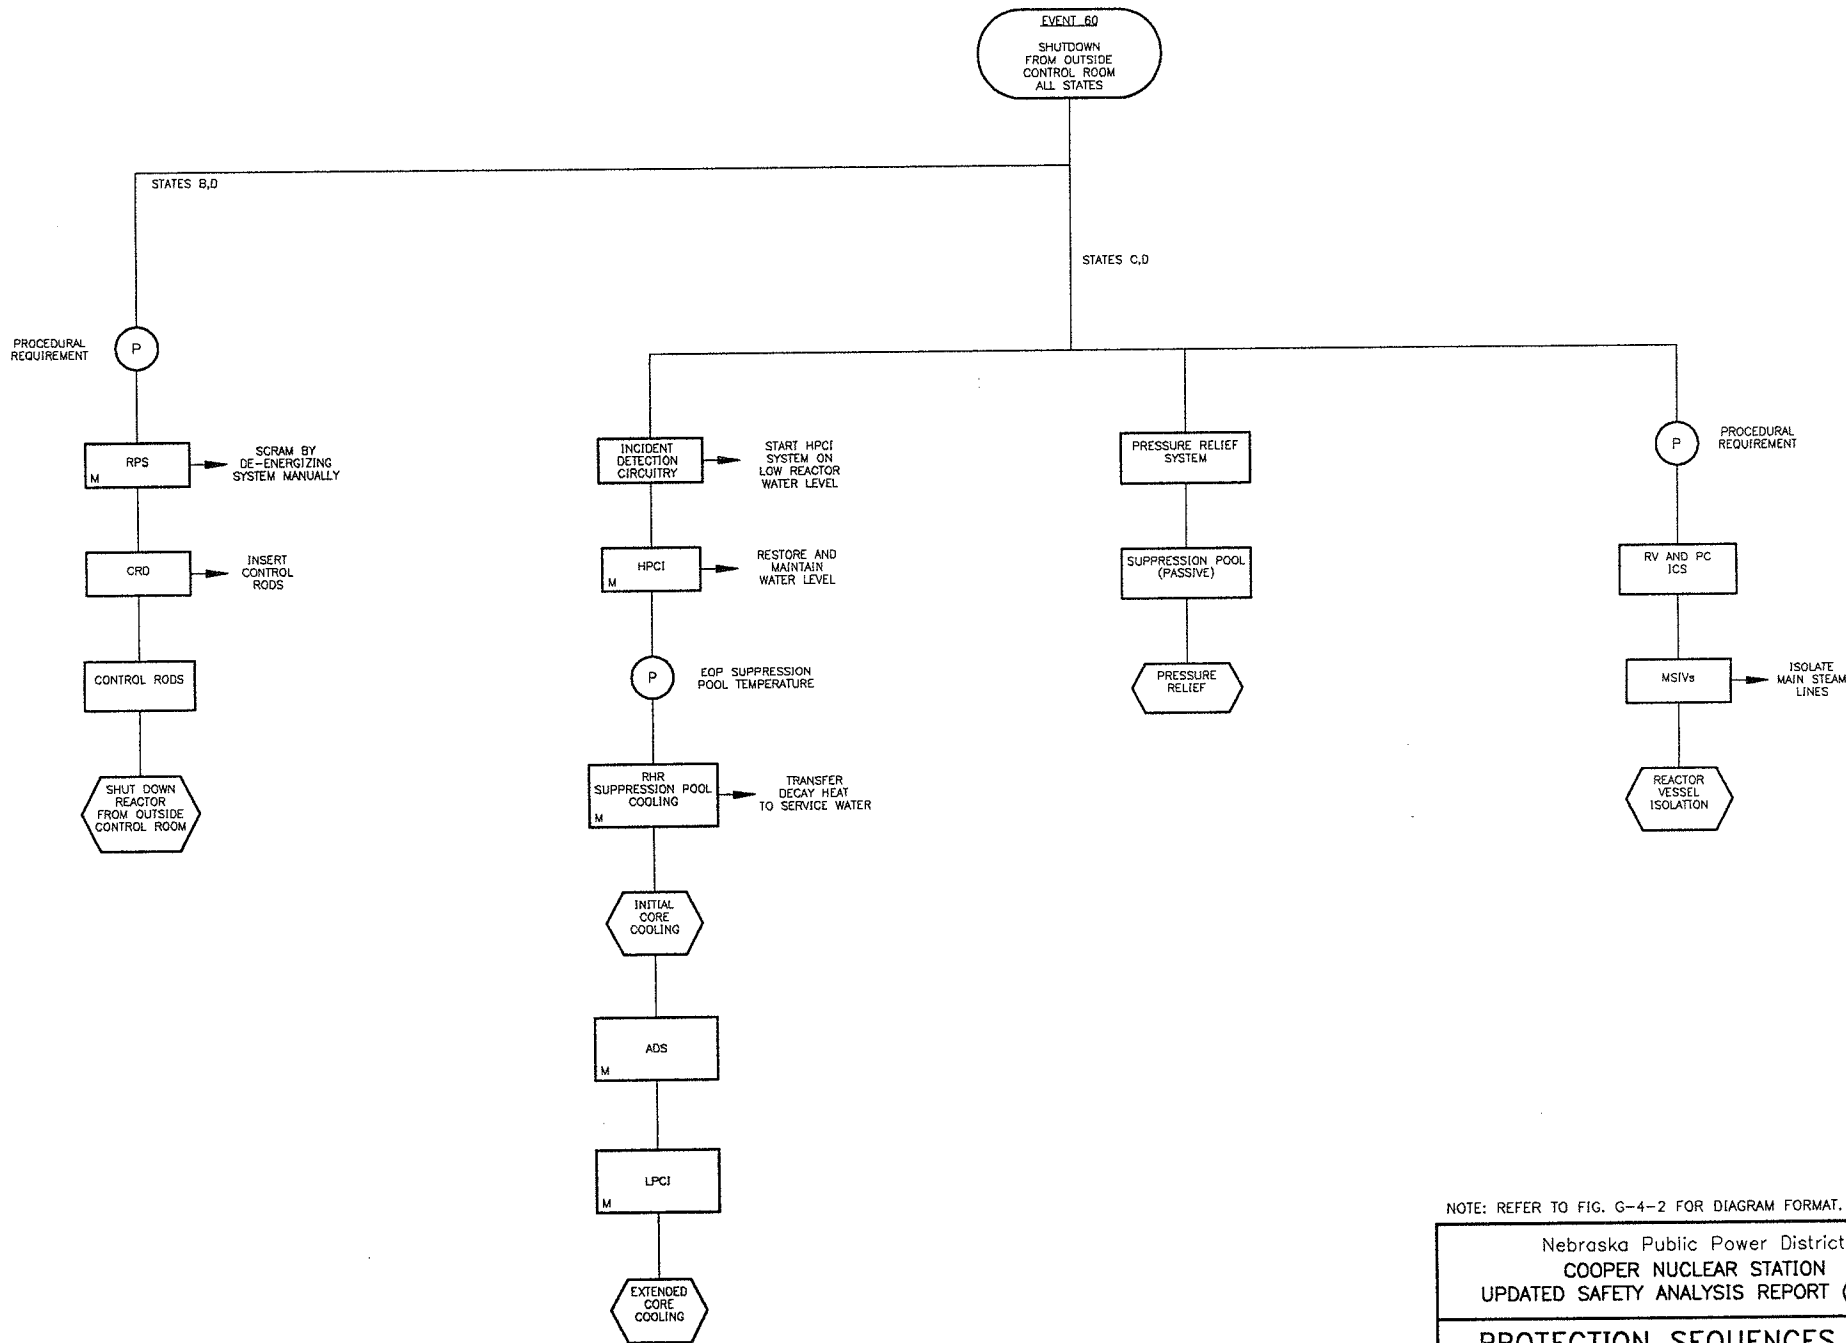 EVENT 60
SHUTDOWN
FROM OUTSIDE
CONTROL ROOM
ALL STATES
STATES B,D
STATES C,D
PROCEDURAL
REQUIREMENT
P
RPS
M
SCRAM BY
DE-ENERGIZING
SYSTEM MANUALLY
CRD
INSERT
CONTROL
RODS
CONTROL RODS
SHUT DOWN
REACTOR
FROM OUTSIDE
CONTROL ROOM
INCIDENT
DETECTION
CIRCUITRY
START HPCI
SYSTEM ON
LOW REACTOR
WATER LEVEL
HPCI
M
RESTORE AND
MAINTAIN
WATER LEVEL
P
EOP SUPPRESSION
POOL TEMPERATURE
RHR
SUPPRESSION POOL
COOLING
M
TRANSFER
DECAY HEAT
TO SERVICE WATER
INITIAL
CORE
COOLING
ADS
M
LPCI
M
EXTENDED
CORE
COOLING
PRESSURE RELIEF
SYSTEM
SUPPRESSION POOL
(PASSIVE)
PRESSURE
RELIEF
P
PROCEDURAL
REQUIREMENT
RV AND PC
ICS
MSIVs
ISOLATE
MAIN STEAM
LINES
REACTOR
VESSEL
ISOLATION
NOTE: REFER TO FIG. G-4-2 FOR DIAGRAM FORMAT.
Nebraska Public Power District
COOPER NUCLEAR STATION
UPDATED SAFETY ANALYSIS REPORT (
PROTECTION SEQUENCES